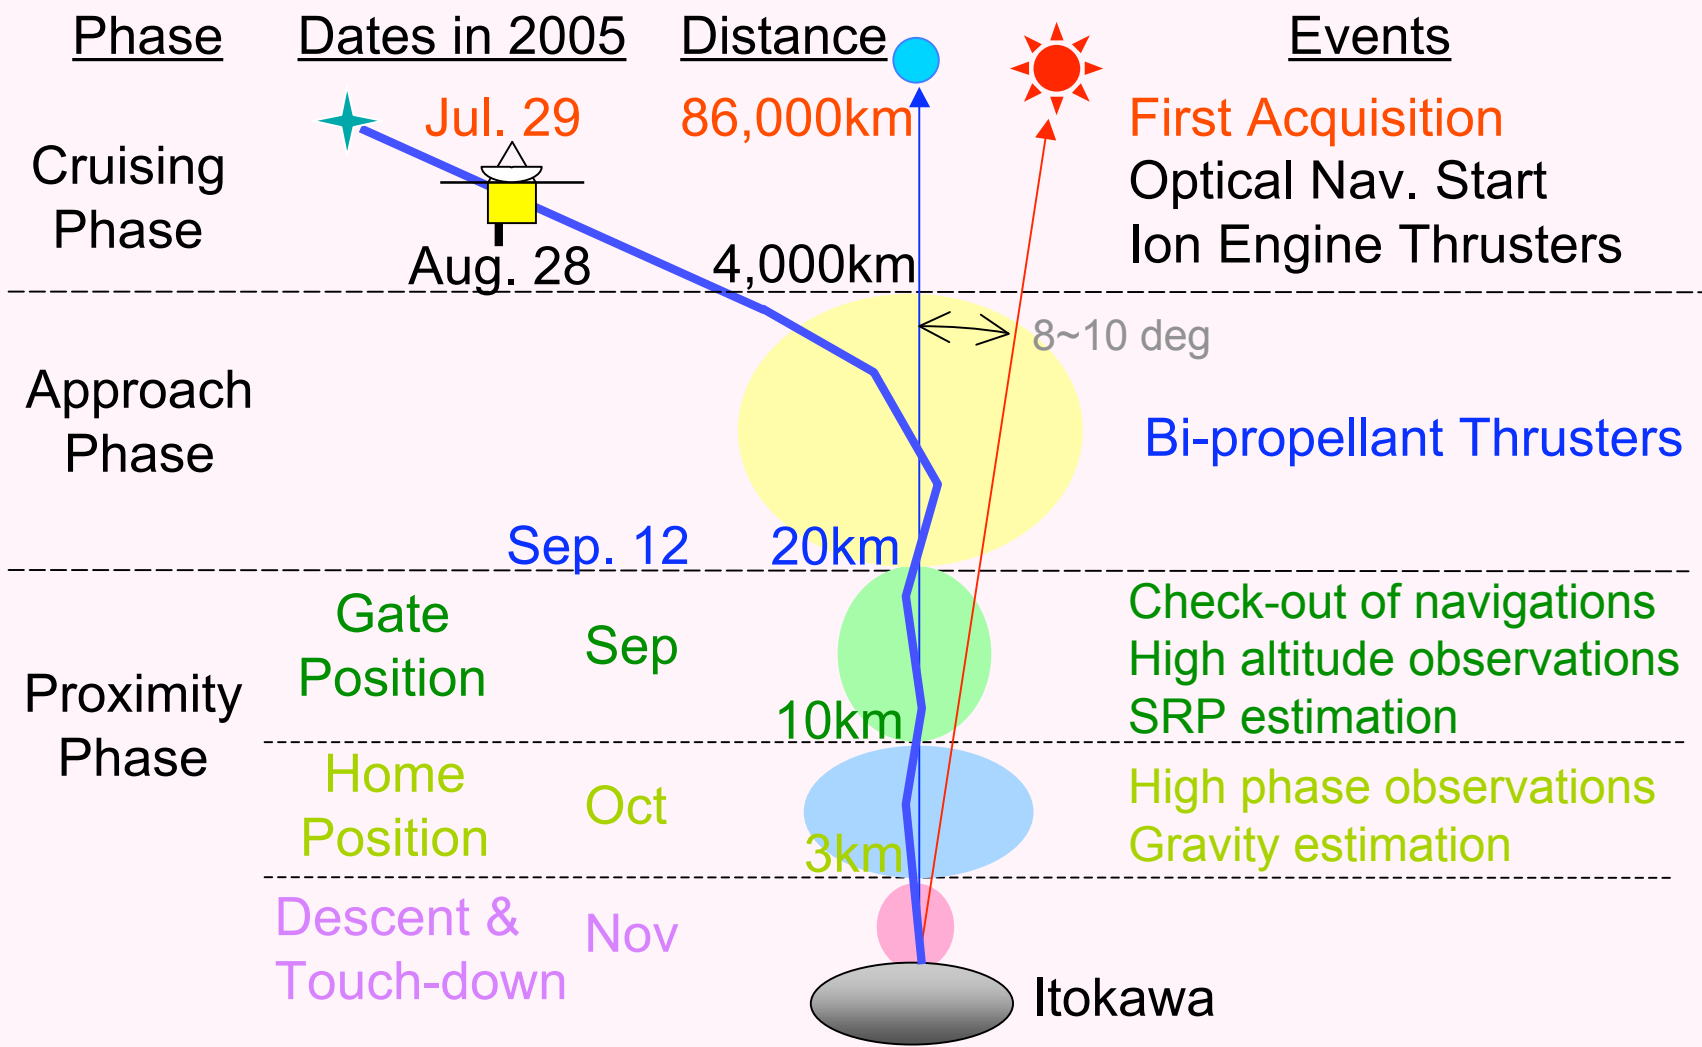 Phase Dates in 2005 Distance Events
Jul. 29 86,000km First Acquisition
Cruising
Phase
Optical Nav. Start
Ion Engine Thrusters
Aug. 28 4,000km
8~10 deg
Approach
Phase
Bi-propellant Thrusters
Sep. 12 20km
Proximity
Phase
Gate
Position
Sep
10km
Check-out of navigations
High altitude observations
SRP estimation
Home
Position
Oct
3km
High phase observations
Gravity estimation
Descent &
Touch-down
Nov
Itokawa